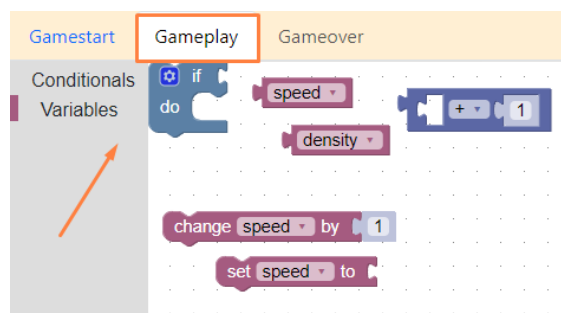 Gamestart Gameplay Gameover
Conditionals
Variables
if
do
speed
+ 1
density
change speed by 1
set speed to